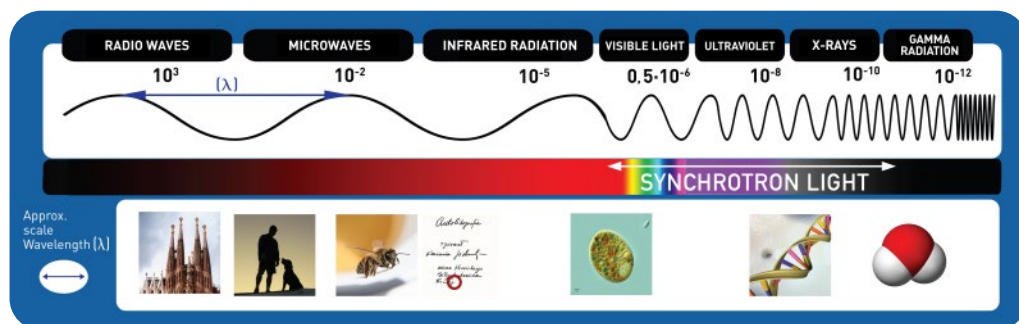 RADIO WAVES MICROWAVES INFRARED RADIATION VISIBLE LIGHT ULTRAVIOLET X-RAYS GAMMA RADIATION
10³ 10⁻² 10⁻⁵ 0,5·10⁻⁶ 10⁻⁸ 10⁻¹⁰ 10⁻¹²
(λ)
SYNCHROTRON LIGHT
Approx.
scale
Wavelength (λ)